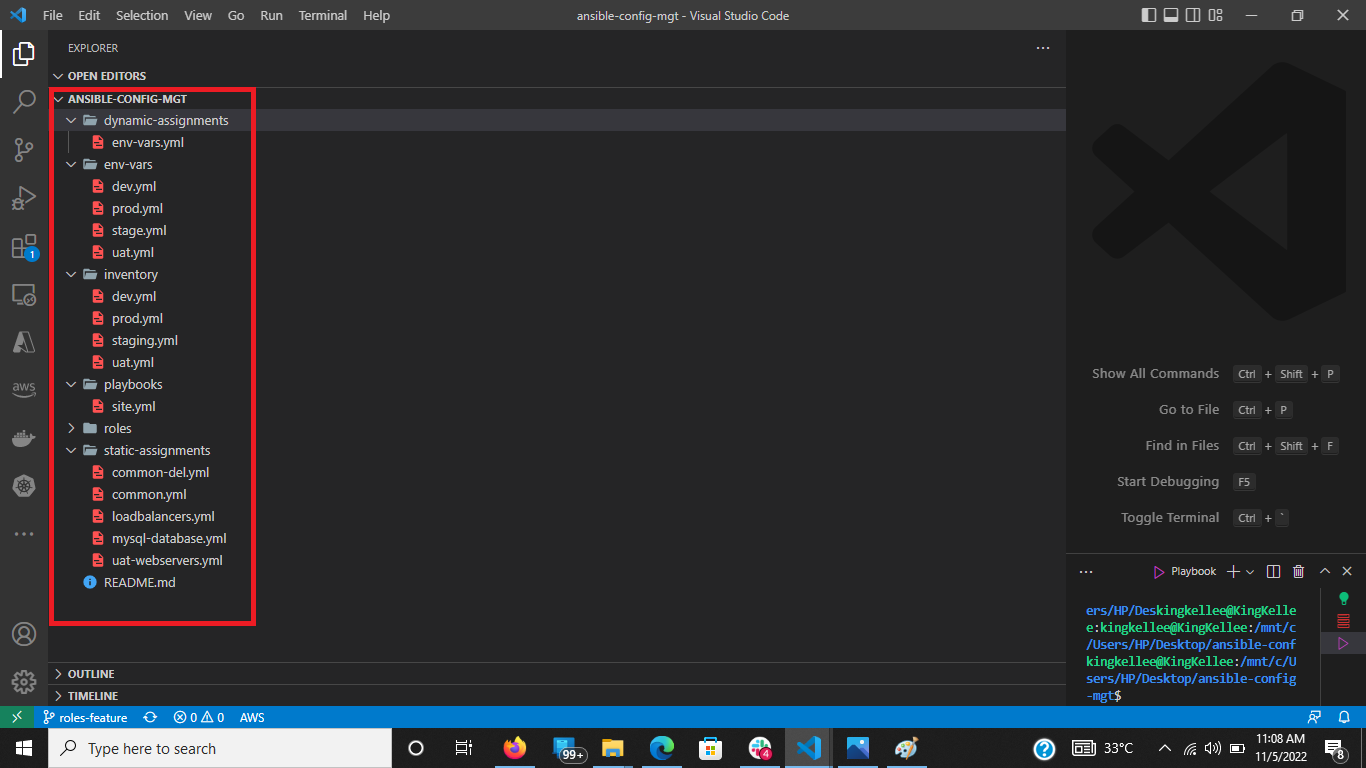 File Edit Selection View Go Run Terminal Help
ansible-config-mgt - Visual Studio Code
EXPLORER
OPEN EDITORS
ANSIBLE-CONFIG-MGT
dynamic-assignments
env-vars.yml
env-vars
dev.yml
prod.yml
stage.yml
uat.yml
inventory
dev.yml
prod.yml
staging.yml
uat.yml
playbooks
site.yml
roles
static-assignments
common-del.yml
common.yml
loadbalancers.yml
mysql-database.yml
uat-webservers.yml
README.md
OUTLINE
TIMELINE
1
aws
Show All Commands Ctrl + Shift + P
Go to File Ctrl + P
Find in Files Ctrl + Shift + F
Start Debugging F5
Toggle Terminal Ctrl + `
Playbook
ers/HP/Deskingkellee@KingKelle
e:kingkellee@KingKellee:/mnt/c
/Users/HP/Desktop/ansible-conf
kingkellee@KingKellee:/mnt/c/U
sers/HP/Desktop/ansible-config
-mgt$
roles-feature 0 0 AWS
Type here to search
99+
4
33°C
11:08 AM
11/5/2022
8